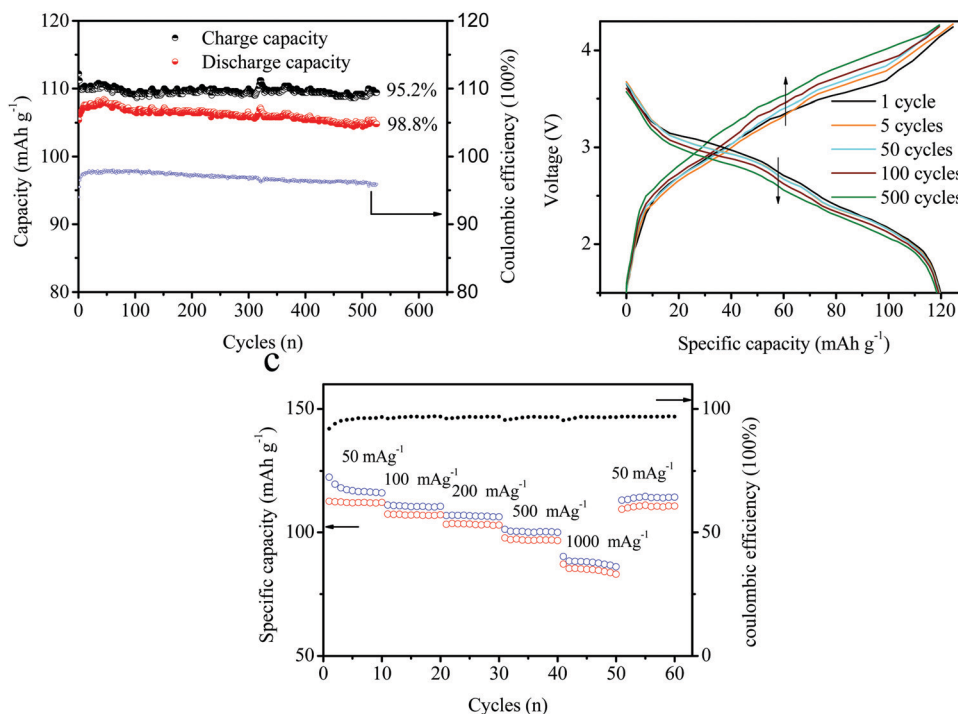 120
115
110
105
100
95
90
85
80
Capacity (mAh g⁻¹)
Charge capacity
Discharge capacity
95.2%
98.8%
120
110
100
90
80
Coulombic efficiency (100%)
0 100 200 300 400 500 600
Cycles (n)
4
3
2
Voltage (V)
1 cycle
5 cycles
50 cycles
100 cycles
500 cycles
0 20 40 60 80 100 120
Specific capacity (mAh g⁻¹)
c
150
100
50
Specific capacity (mAh g⁻¹)
50 mAg⁻¹
100 mAg⁻¹
200 mAg⁻¹
500 mAg⁻¹
1000 mAg⁻¹
50 mAg⁻¹
100
50
0
coulombic efficiency (100%)
0 10 20 30 40 50 60
Cycles (n)